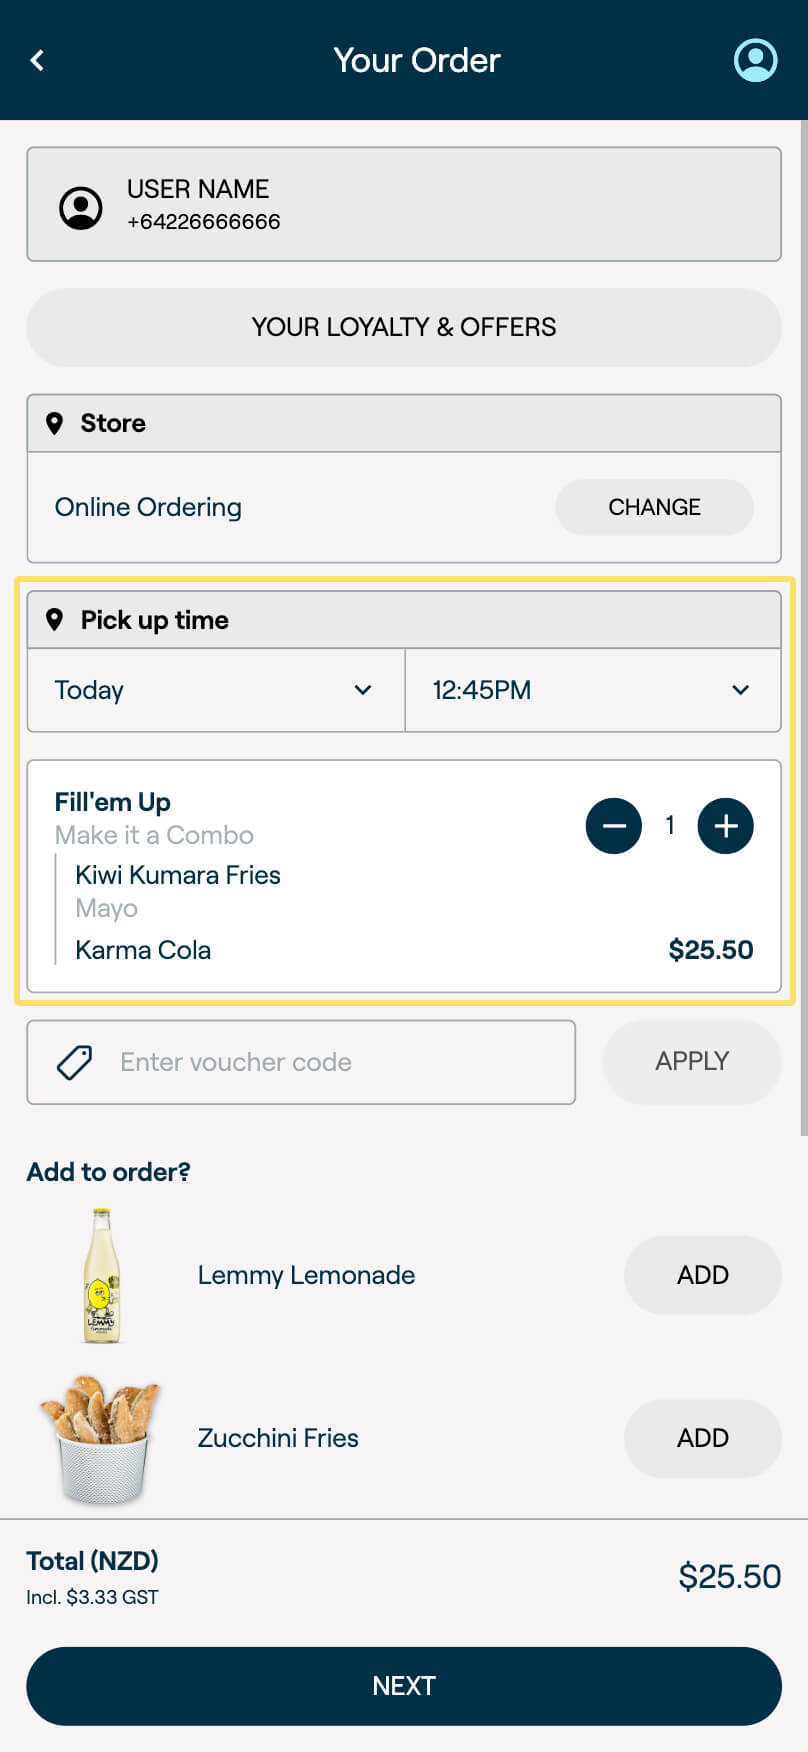 Your Order
USER NAME
+64226666666
YOUR LOYALTY & OFFERS
Store
Online Ordering
CHANGE
Pick up time
Today
12:45PM
Fill'em Up
Make it a Combo
1
Kiwi Kumara Fries
Mayo
Karma Cola
$25.50
Enter voucher code
APPLY
Add to order?
LEMMY
Lemmy Lemonade
ADD
Zucchini Fries
ADD
Total (NZD)
Incl. $3.33 GST
$25.50
NEXT